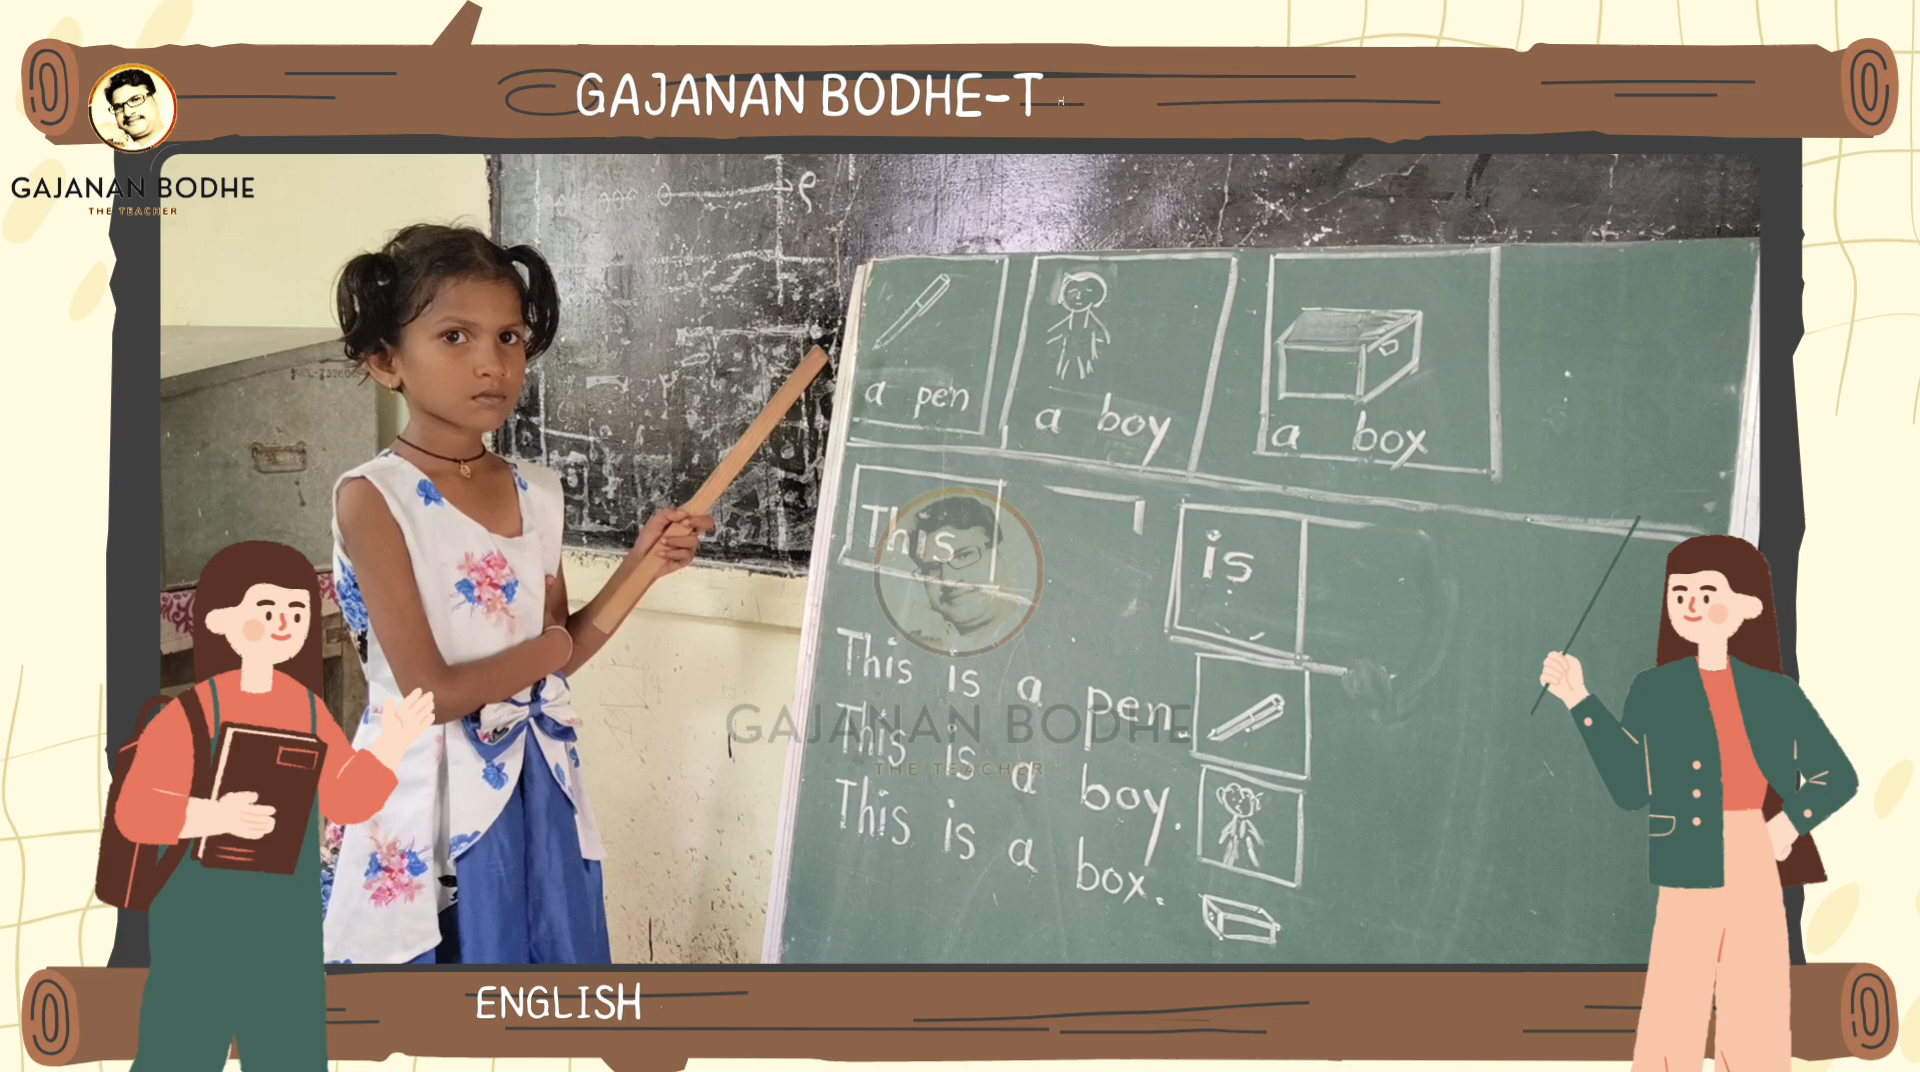 GAJANAN BODHE-T
GAJANAN BODHE
THE TEACHER
a pen
a boy
a box
This
is
This is a pen.
This is a boy.
This is a box.
GAJANAN BODHE
THE TEACHER
ENGLISH